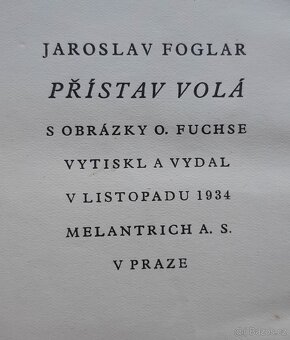 JAROSLAV FOGLAR
PŘÍSTAV VOLÁ
S OBRÁZKY O. FUCHSE
VYTISKL A VYDAL
V LISTOPADU 1934
MELANTRICH A. S.
V PRAZE